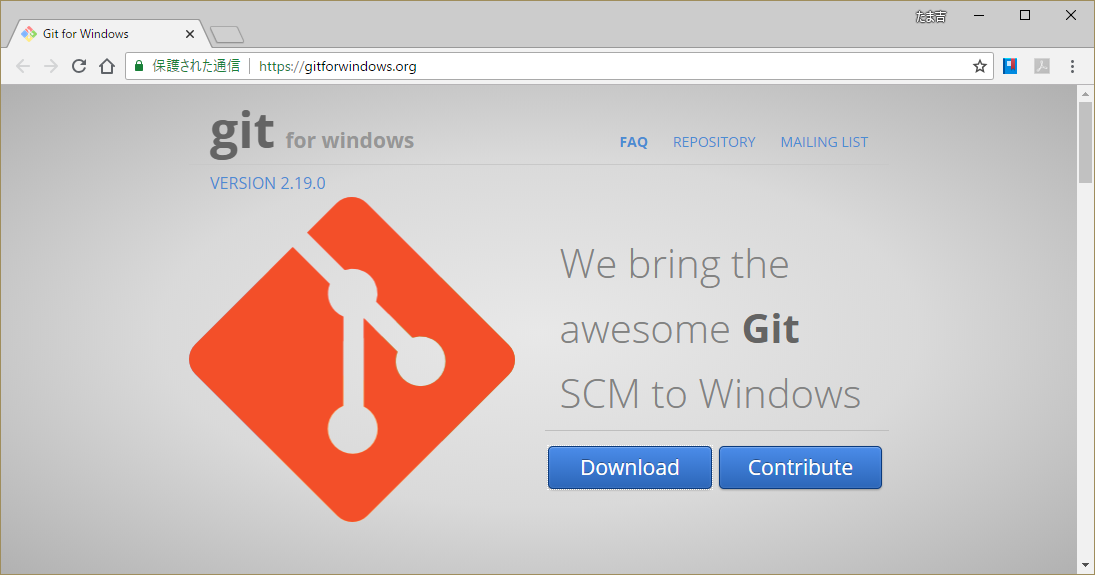 たま吉
Git for Windows
保護された通信 https://gitforwindows.org
git for windows
FAQ REPOSITORY MAILING LIST
VERSION 2.19.0
We bring the
awesome Git
SCM to Windows
Download Contribute